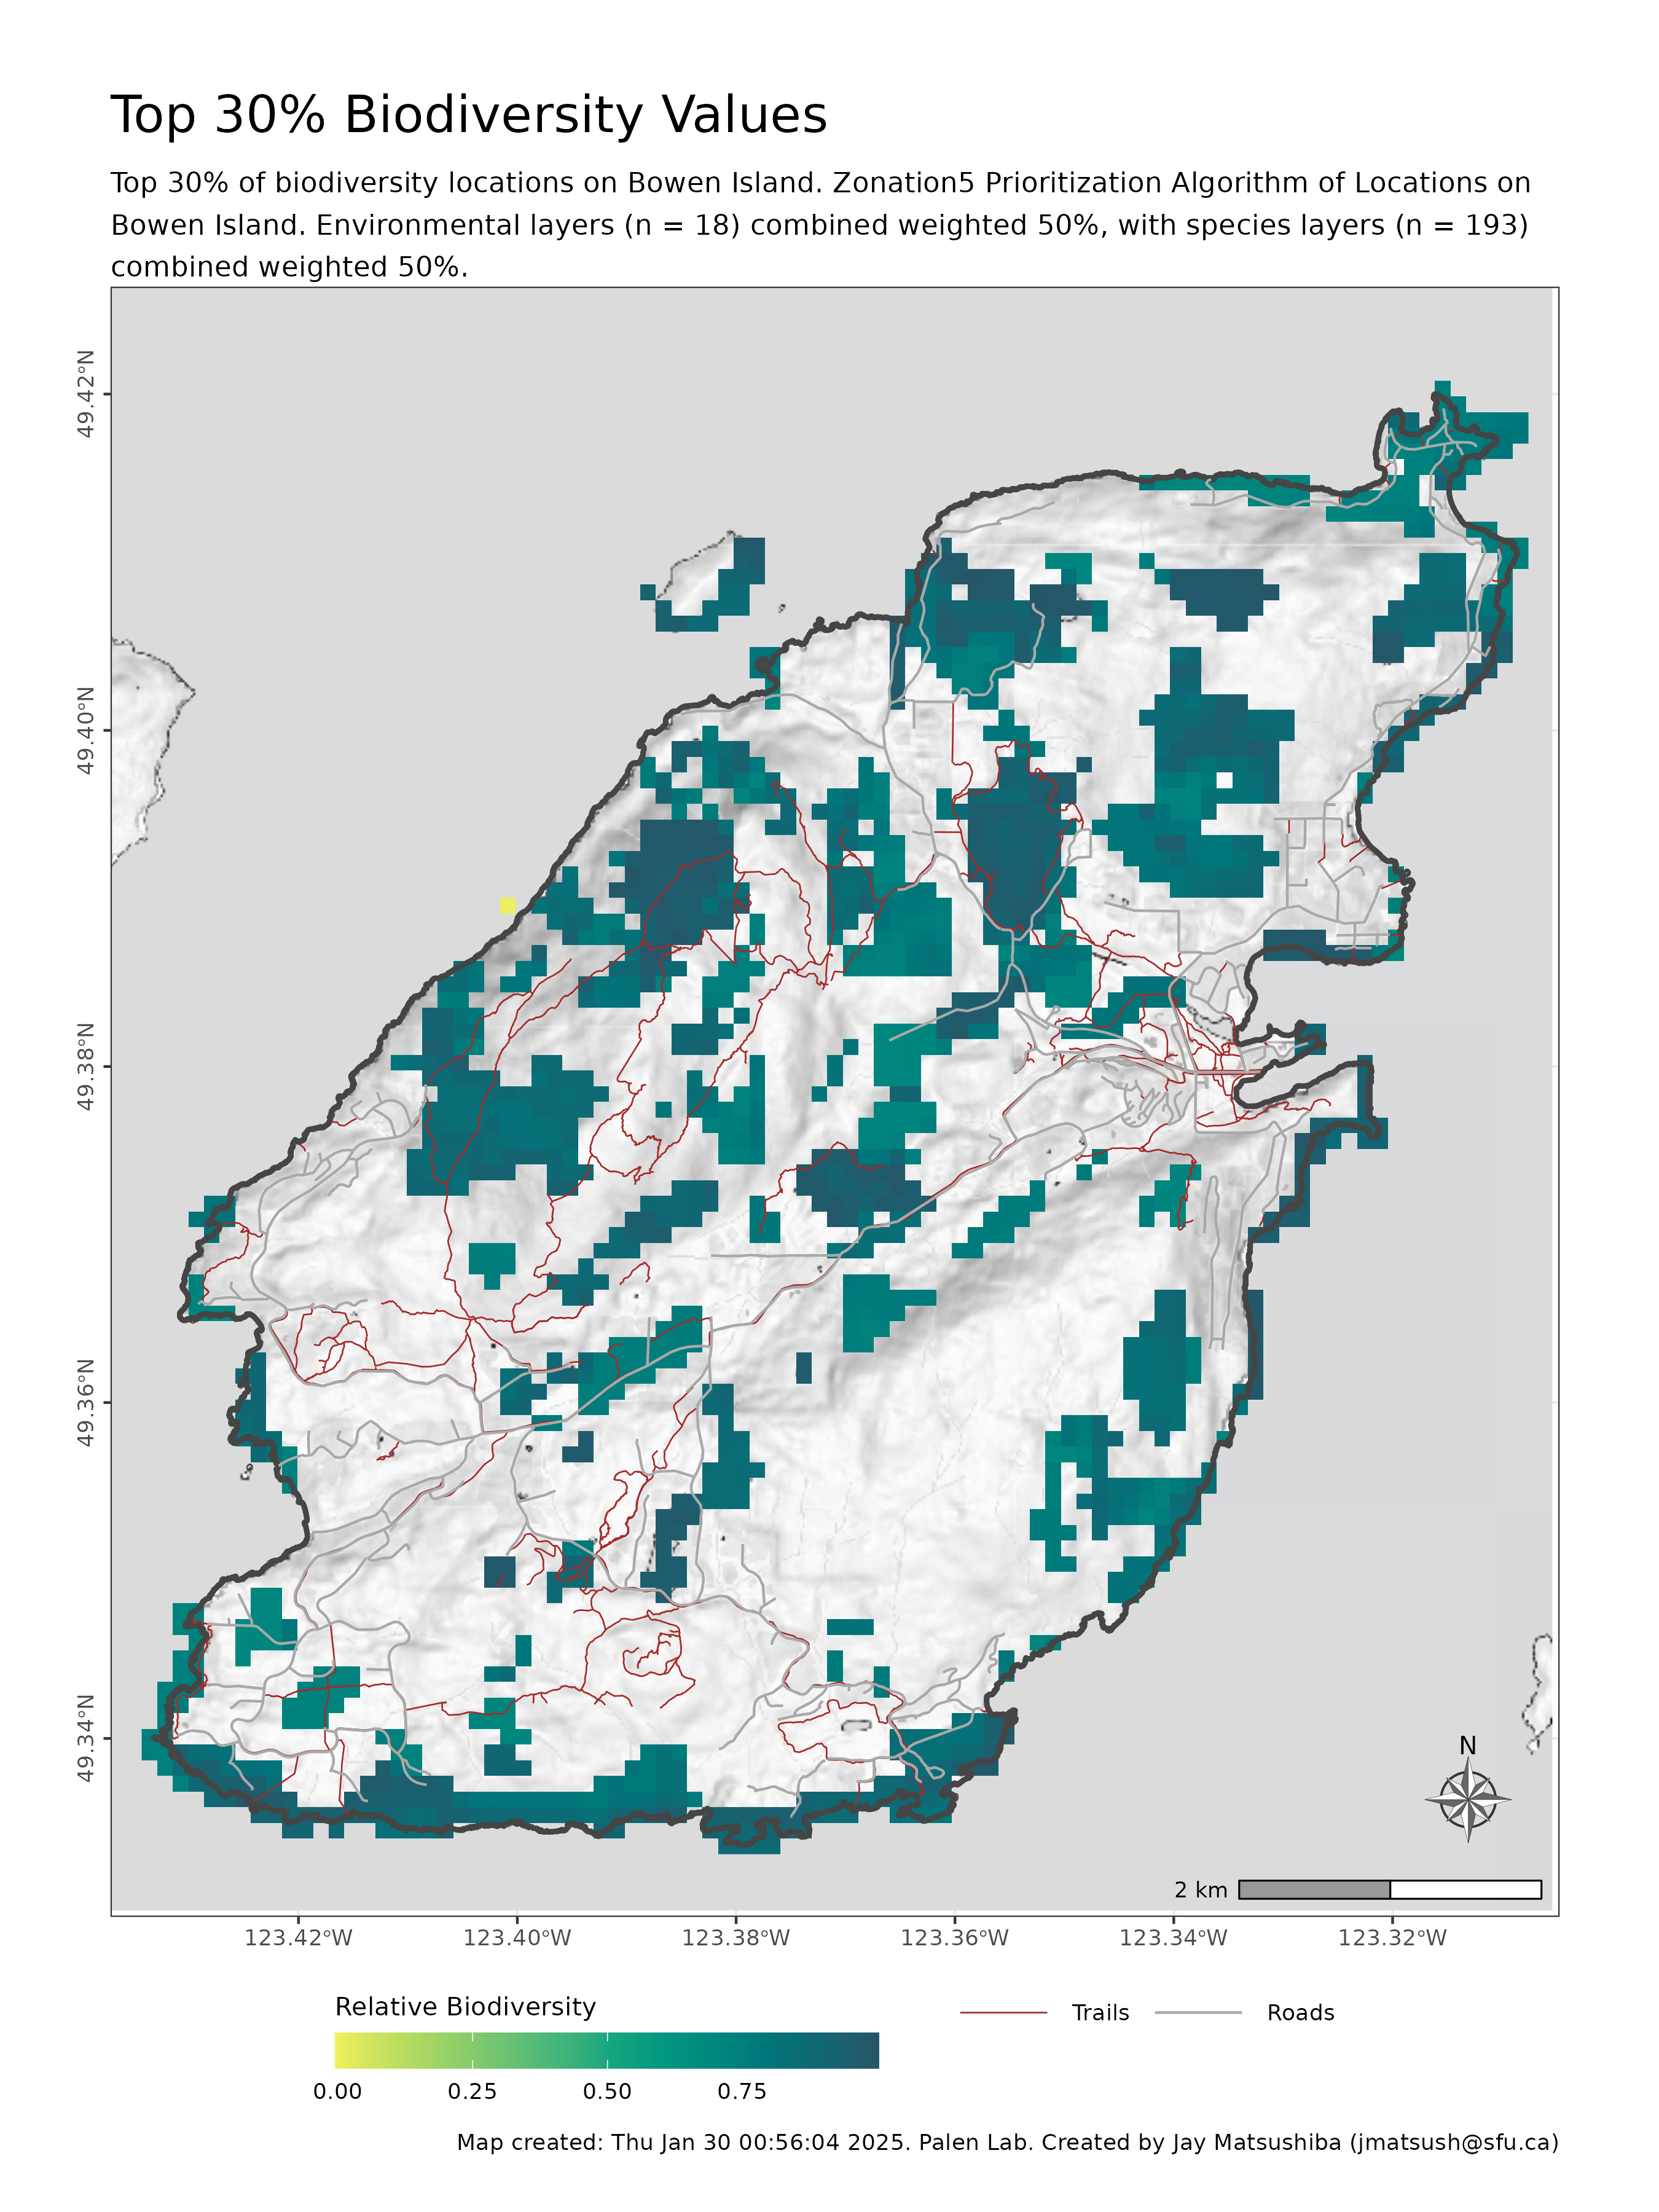 Top 30% Biodiversity Values
Top 30% of biodiversity locations on Bowen Island. Zonation5 Prioritization Algorithm of Locations on
Bowen Island. Environmental layers (n = 18) combined weighted 50%, with species layers (n = 193)
combined weighted 50%.
49.42°N
49.40°N
49.38°N
49.36°N
49.34°N
N
2 km
123.42°W 123.40°W 123.38°W 123.36°W 123.34°W 123.32°W
Relative Biodiversity
Trails Roads
0.00 0.25 0.50 0.75
Map created: Thu Jan 30 00:56:04 2025. Palen Lab. Created by Jay Matsushiba (jmatsush@sfu.ca)